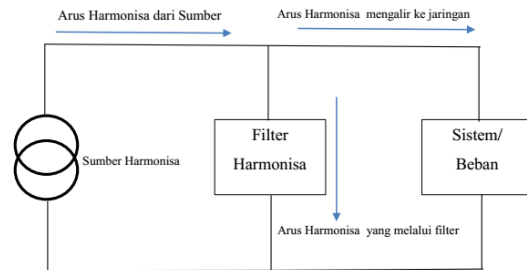 Arus Harmonisa dari Sumber
Arus Harmonisa mengalir ke jaringan
Sumber Harmonisa
Filter
Harmonisa
Sistem/
Beban
Arus Harmonisa yang melalui filter